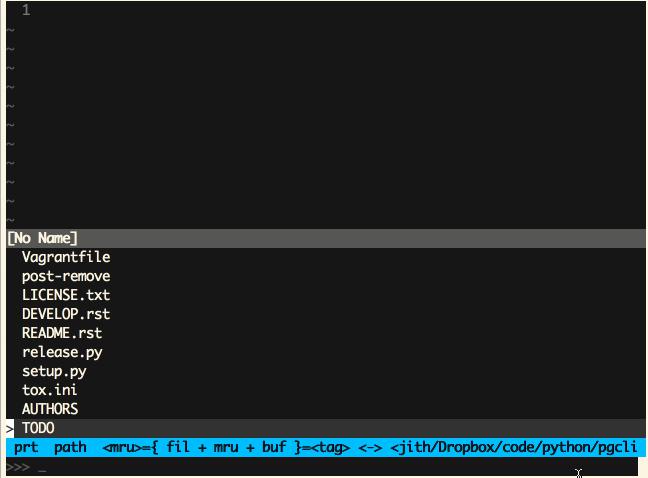 1
~
~
~
~
~
~
~
~
~
~
~
[No Name]
Vagrantfile
post-remove
LICENSE.txt
DEVELOP.rst
README.rst
release.py
setup.py
tox.ini
AUTHORS
> TODO
prt path <mru>={ fil + mru + buf }=<tag> <-> <jith/Dropbox/code/python/pgcli
>>> _